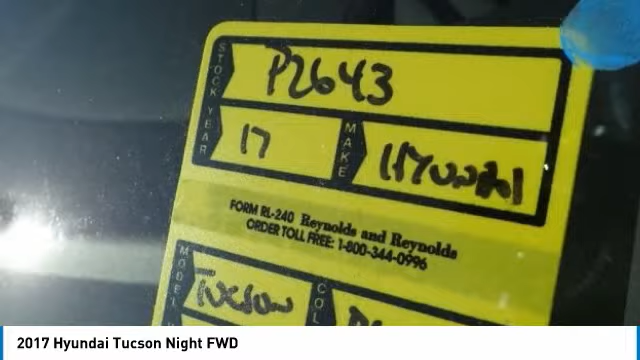 STOCK P2643
YEAR 17 MAKE HYUNDAI
FORM RL-240 Reynolds and Reynolds
ORDER TOLL FREE: 1-800-344-0996
MODEL TUCSON COL
2017 Hyundai Tucson Night FWD